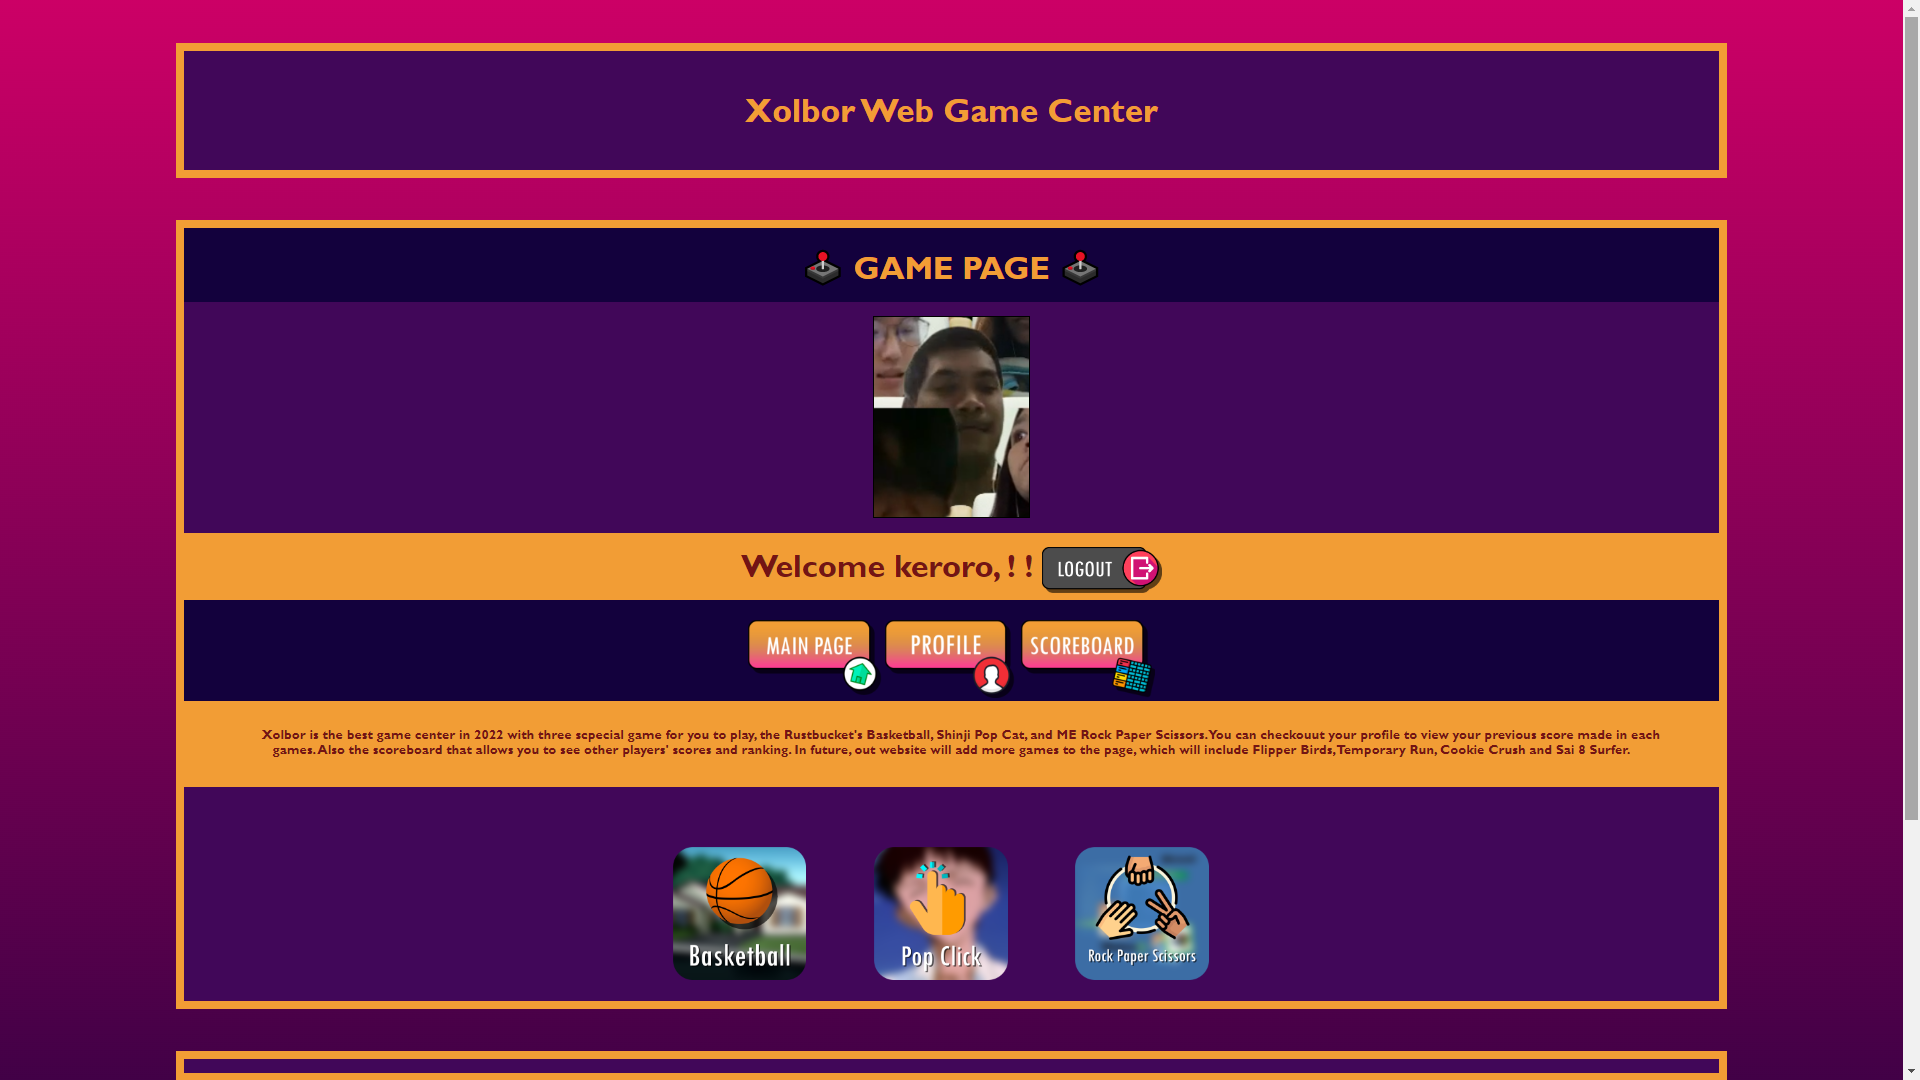 Xolbor Web Game Center
GAME PAGE
Welcome keroro, ! !
LOGOUT
MAIN PAGE
PROFILE
SCOREBOARD
Xolbor is the best game center in 2022 with three scpecial game for you to play, the Rustbucket's Basketball, Shinji Pop Cat, and ME Rock Paper Scissors. You can checkouut your profile to view your previous score made in each
games. Also the scoreboard that allows you to see other players' scores and ranking. In future, out website will add more games to the page, which will include Flipper Birds, Temporary Run, Cookie Crush and Sai 8 Surfer.
Basketball
Pop Click
Rock Paper Scissors